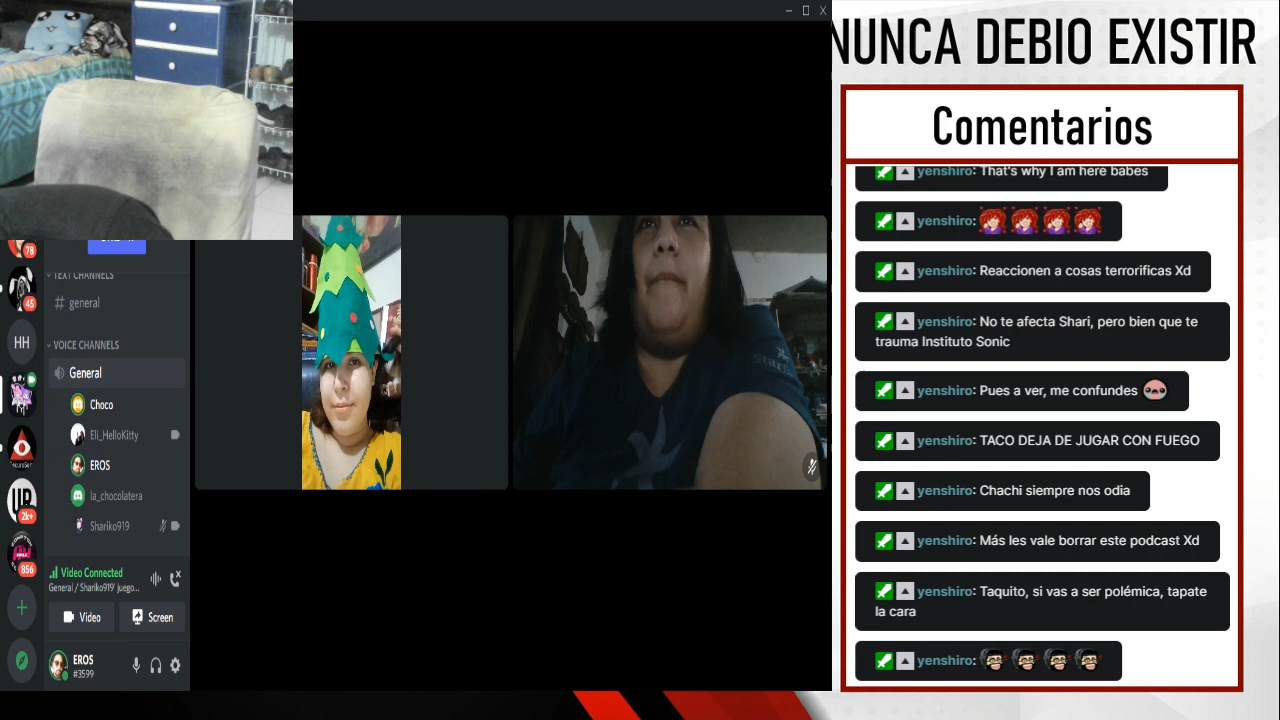 NUNCA DEBIO EXISTIR
Comentarios
yenshiro: That's why I am here babes
yenshiro:
yenshiro: Reaccionen a cosas terrorificas Xd
yenshiro: No te afecta Shari, pero bien que te
trauma Instituto Sonic
yenshiro: Pues a ver, me confundes
yenshiro: TACO DEJA DE JUGAR CON FUEGO
yenshiro: Chachi siempre nos odia
yenshiro: Más les vale borrar este podcast Xd
yenshiro: Taquito, si vas a ser polémica, tapate
la cara
yenshiro:
78
45
HH
2K+
856
TEXT CHANNELS
# general
VOICE CHANNELS
General
Choco
Eli_HelloKitty
EROS
la_chocolatera
Shariko919
Video Connected
General / Shariko919' juego...
Video
Screen
EROS
#3599